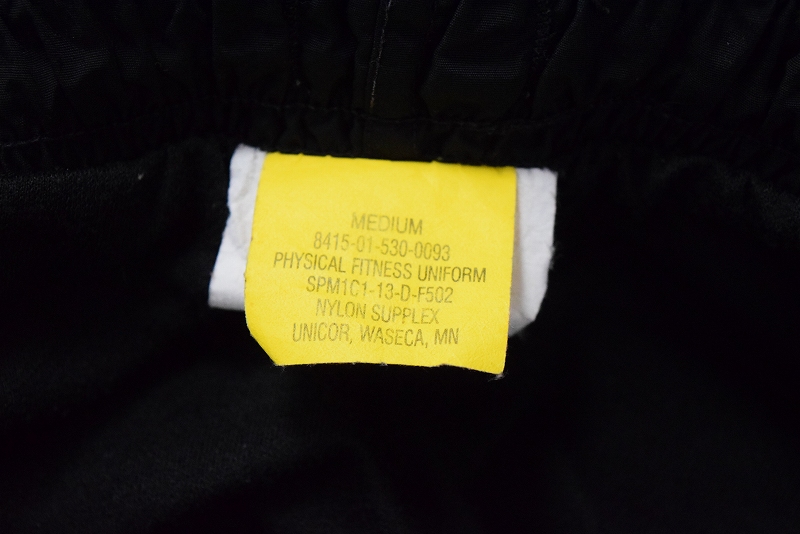 MEDIUM
8415-01-530-0093
PHYSICAL FITNESS UNIFORM
SPM1C1-13-D-F502
NYLON SUPPLEX
UNICOR, WASECA, MN